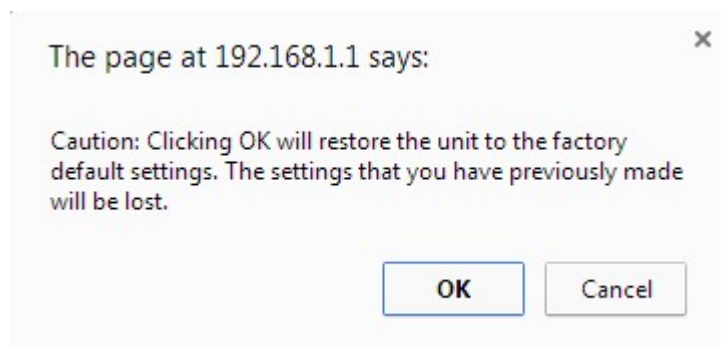 The page at 192.168.1.1 says:
Caution: Clicking OK will restore the unit to the factory
default settings. The settings that you have previously made
will be lost.
OK
Cancel